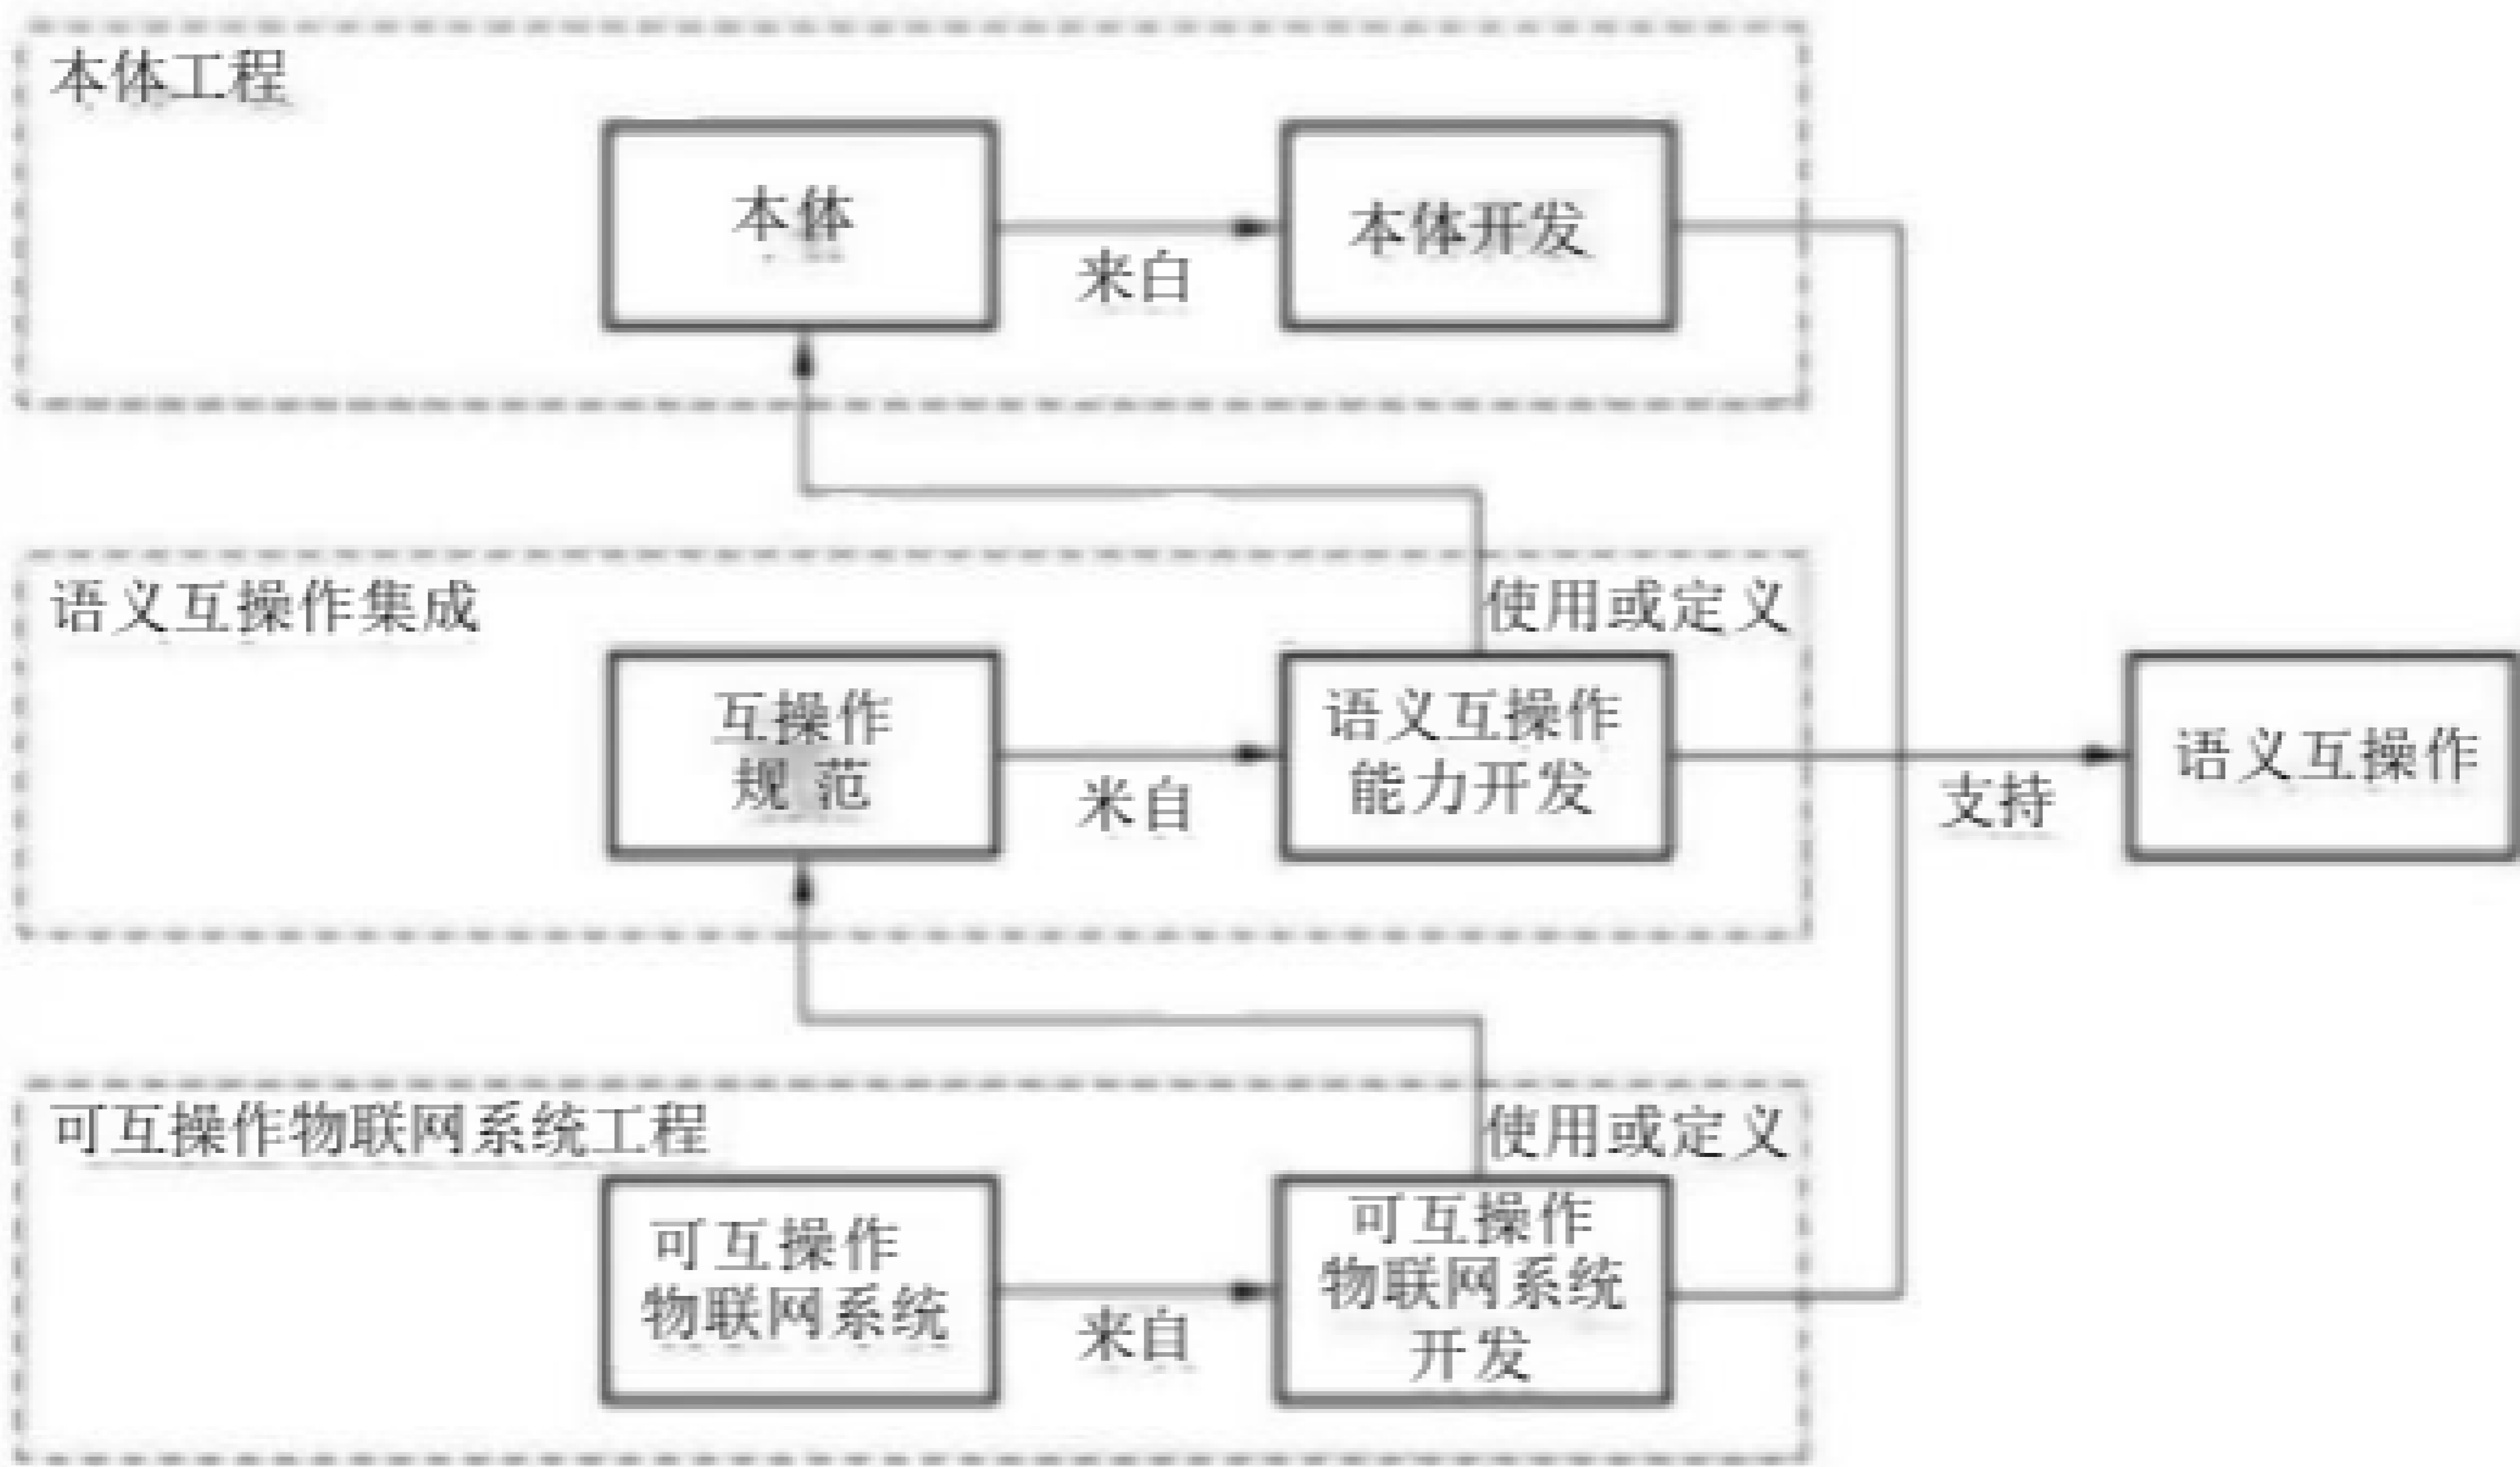 本体工程
本体
本体开发
来白
语义互操作集成
使用或定义
互操作
规 范
语义互操作
能力开发
米自
支持
语义互操作
可互操作物联网系统工程
使用或定义
可互操作
物联网系统
可互操作
物联网系统
开发
来自